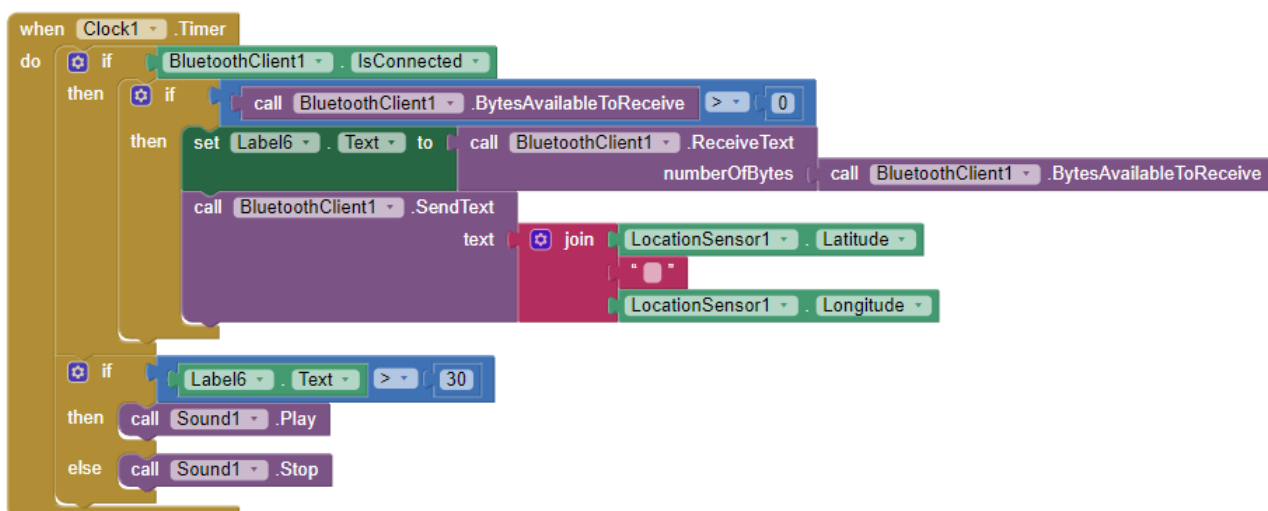 when Clock1 .Timer
do if BluetoothClient1 . IsConnected
then if call BluetoothClient1 .BytesAvailableToReceive > 0
then set Label6 . Text to call BluetoothClient1 .ReceiveText
numberOfBytes call BluetoothClient1 .BytesAvailableToReceive
call BluetoothClient1 .SendText
text join LocationSensor1 . Latitude
“ ”
LocationSensor1 . Longitude
if Label6 . Text > 30
then call Sound1 .Play
else call Sound1 .Stop